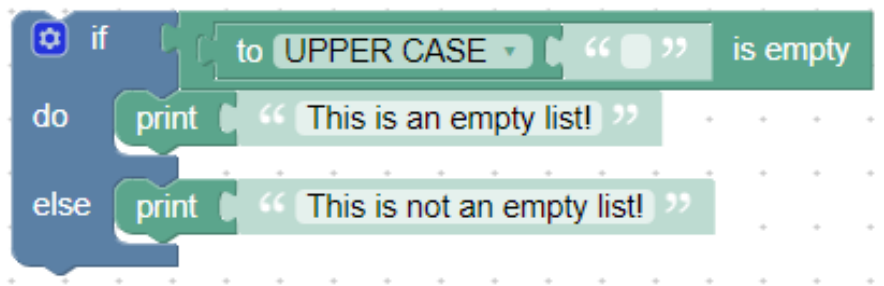 if to UPPER CASE “ ” is empty
do print “ This is an empty list! ”
else print “ This is not an empty list! ”